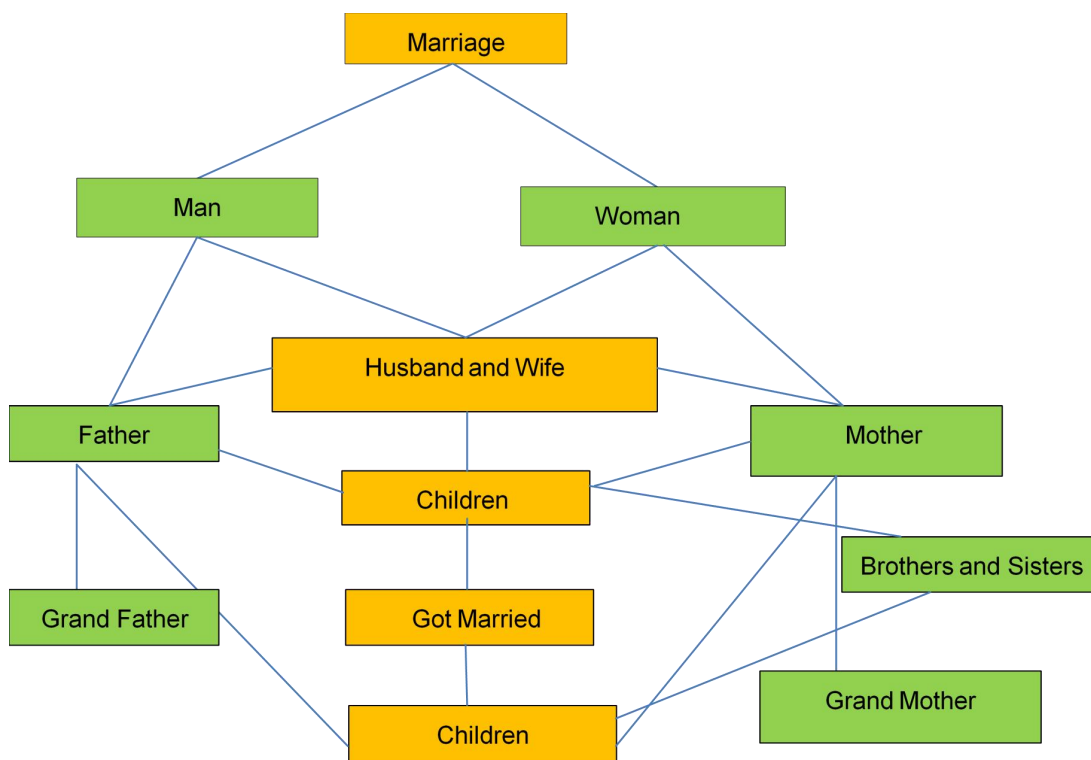 Marriage
Man
Woman
Husband and Wife
Father
Mother
Children
Brothers and Sisters
Grand Father
Got Married
Grand Mother
Children